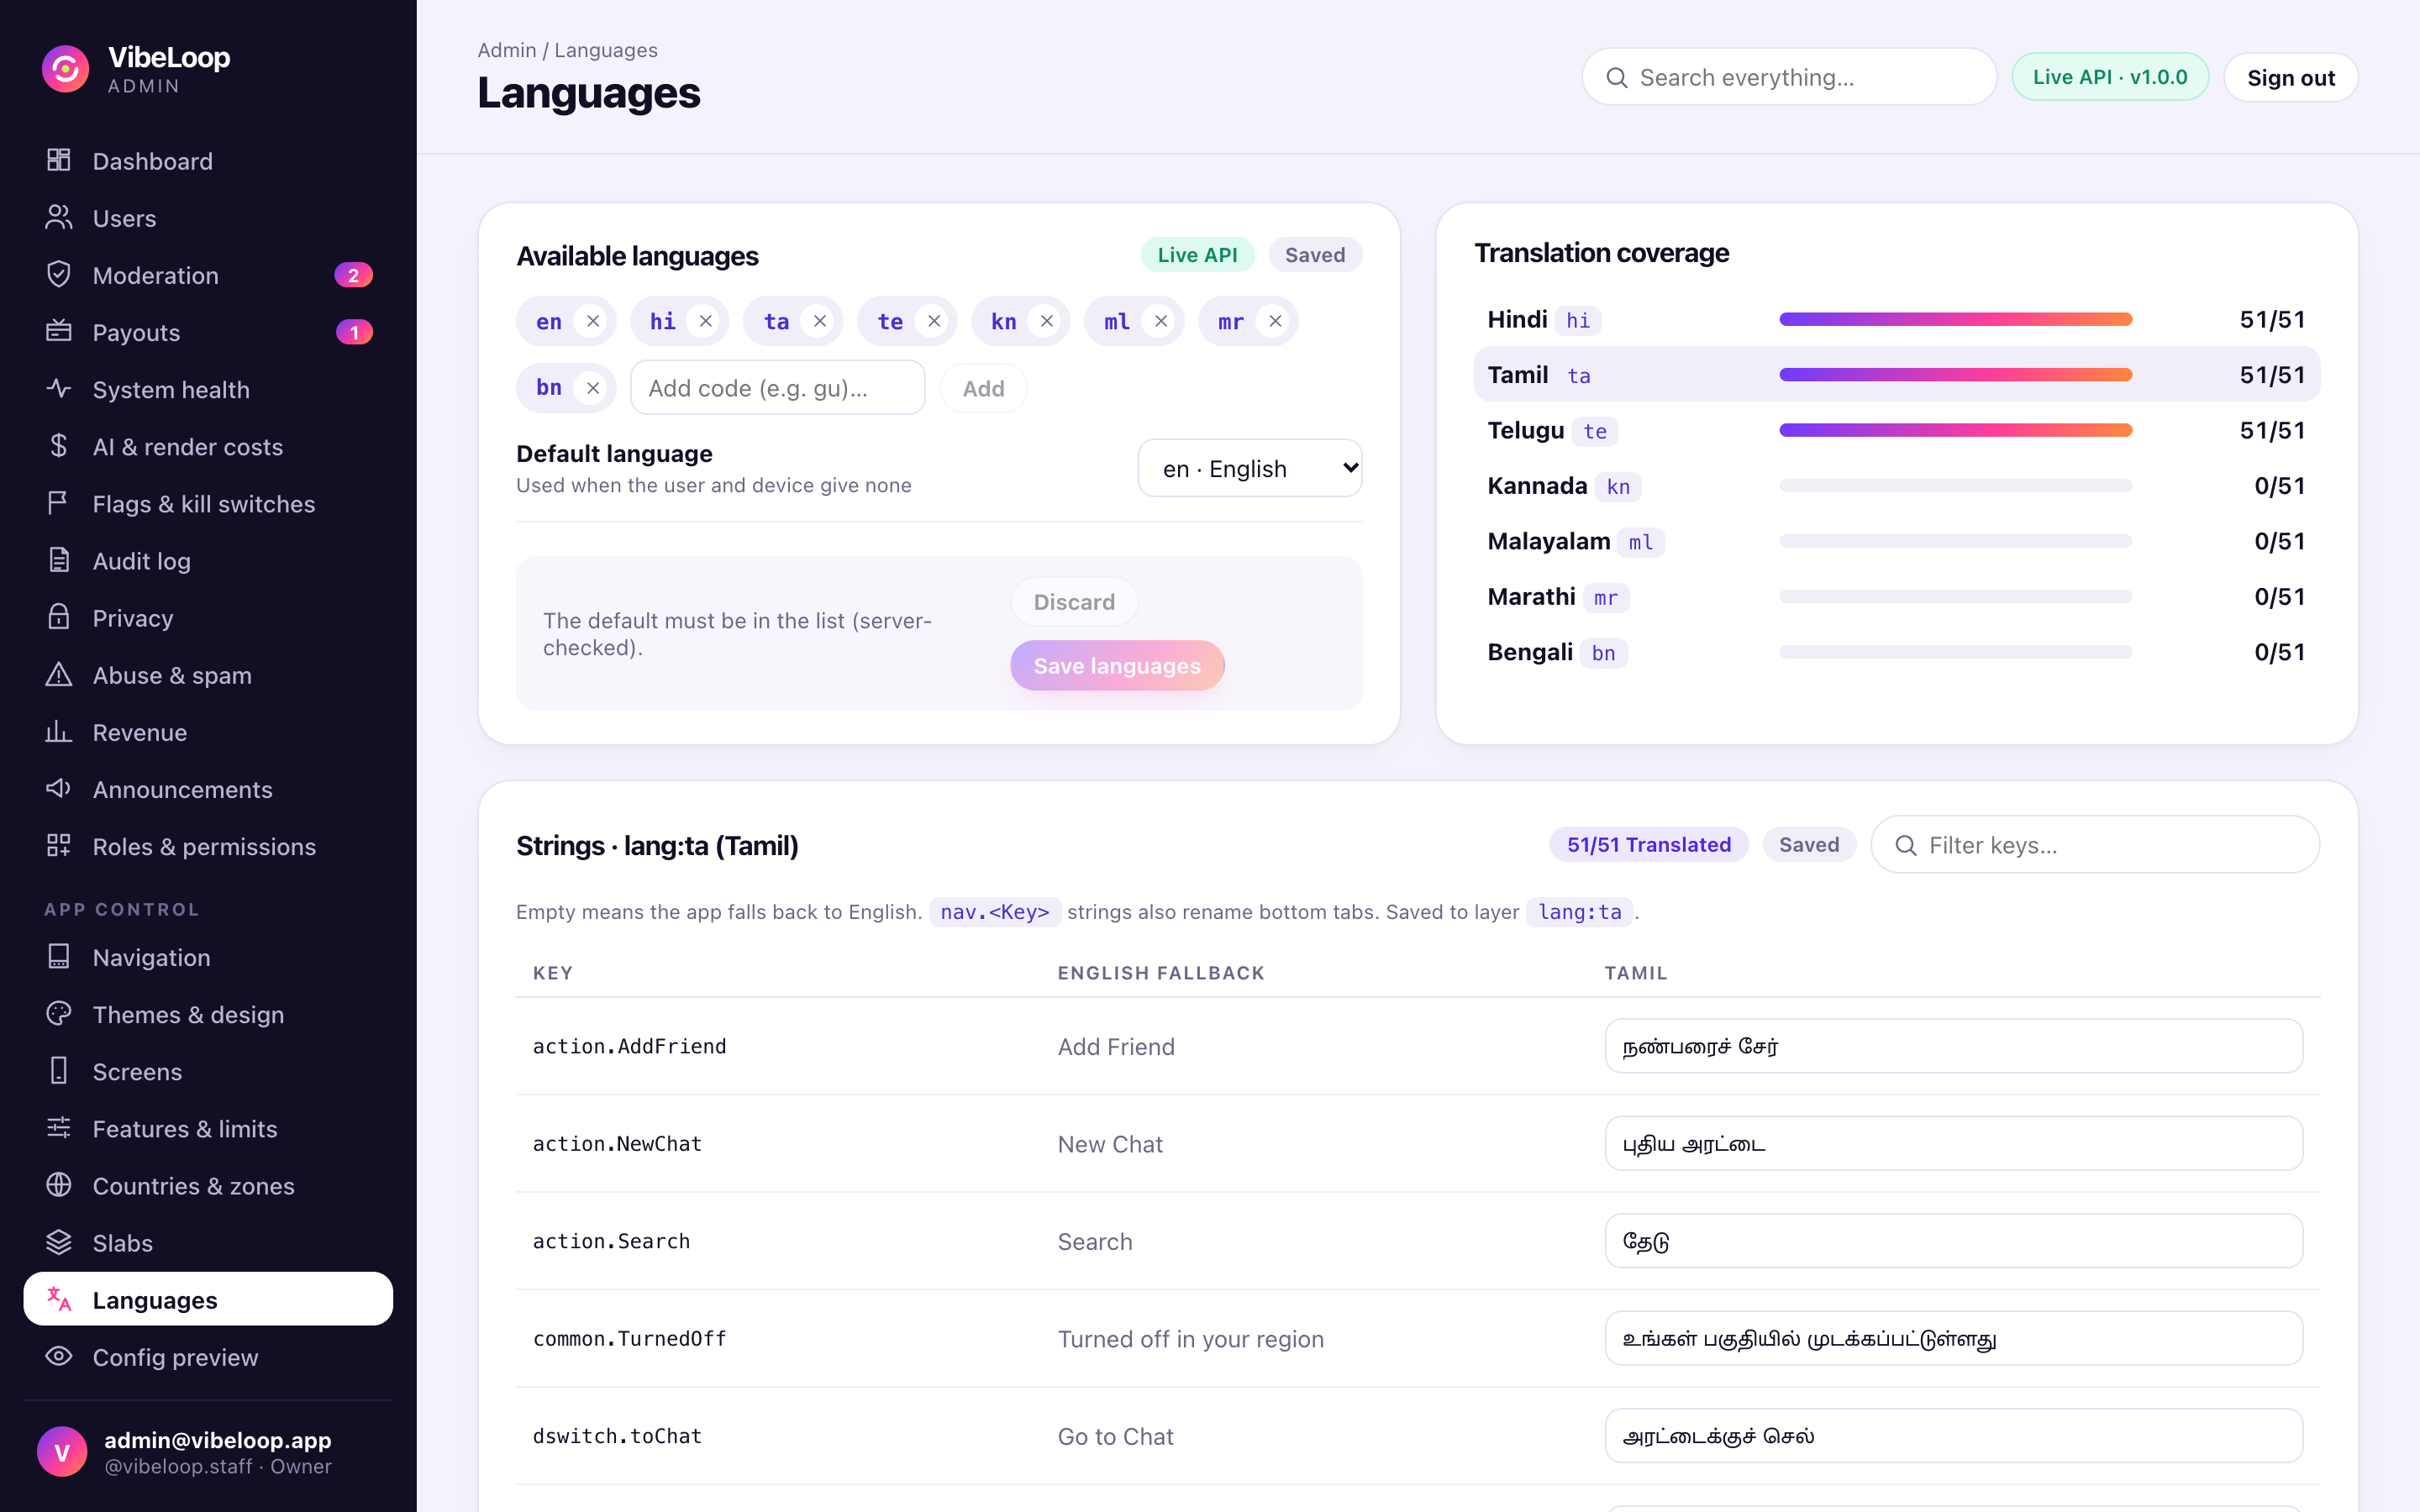 VibeLoop
ADMIN
Dashboard
Users
Moderation 2
Payouts 1
System health
AI & render costs
Flags & kill switches
Audit log
Privacy
Abuse & spam
Revenue
Announcements
Roles & permissions
APP CONTROL
Navigation
Themes & design
Screens
Features & limits
Countries & zones
Slabs
Languages
Config preview
V
admin@vibeloop.app
@vibeloop.staff · Owner
Admin / Languages
Languages
Search everything...
Live API · v1.0.0
Sign out
Available languages
Live API
Saved
en × hi × ta × te × kn × ml × mr ×
bn × Add code (e.g. gu)... Add
Default language
Used when the user and device give none
en · English
The default must be in the list (server-
checked).
Discard
Save languages
Translation coverage
Hindi hi 51/51
Tamil ta 51/51
Telugu te 51/51
Kannada kn 0/51
Malayalam ml 0/51
Marathi mr 0/51
Bengali bn 0/51
Strings · lang:ta (Tamil)
51/51 Translated
Saved
Filter keys...
Empty means the app falls back to English. nav.<Key> strings also rename bottom tabs. Saved to layer lang:ta.
KEY ENGLISH FALLBACK TAMIL
action.AddFriend Add Friend நண்பரைச் சேர்
action.NewChat New Chat புதிய அரட்டை
action.Search Search தேடு
common.TurnedOff Turned off in your region உங்கள் பகுதியில் முடக்கப்பட்டுள்ளது
dswitch.toChat Go to Chat அரட்டைக்குச் செல்